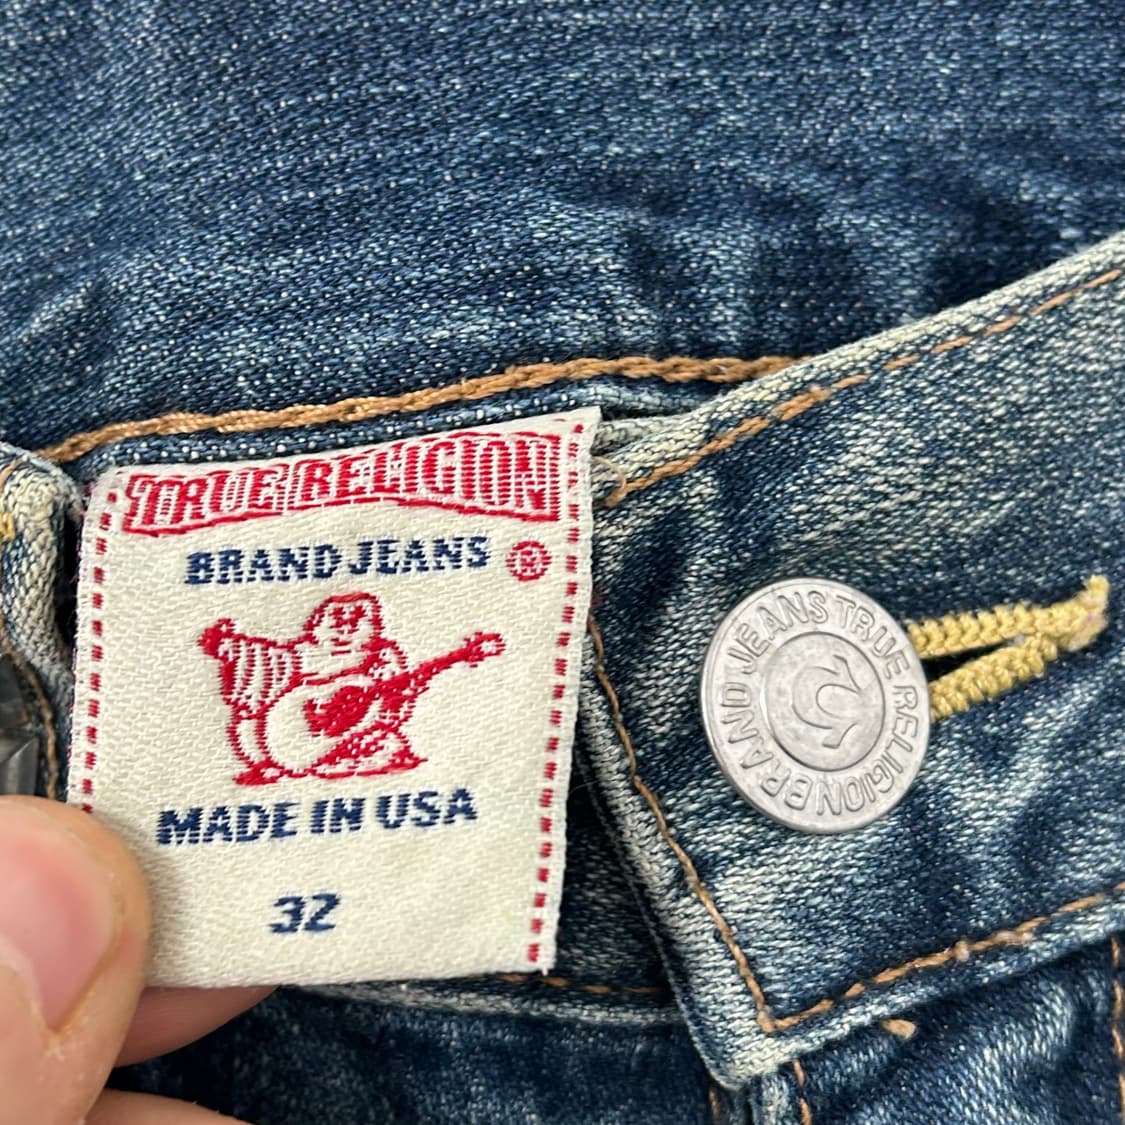 TRUE RELIGION
BRAND JEANS ®
MADE IN USA
32
TRUE RELIGION BRAND JEANS